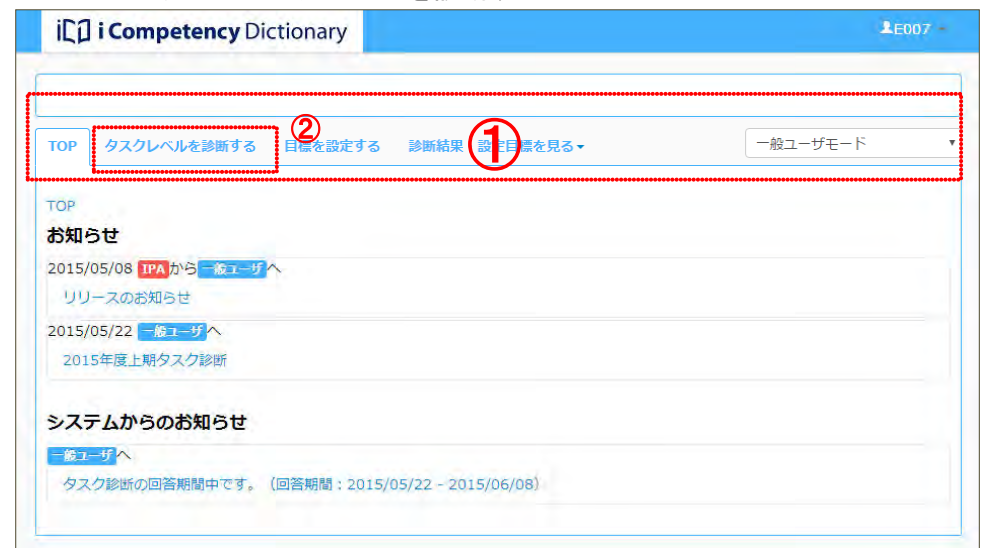 i Competency Dictionary
E007
TOP タスクレベルを診断する ② 目標を設定する 診断結果 ① 設定目標を見る 一般ユーザモード
TOP
お知らせ
2015/05/08 IPAから一般ユーザへ
リリースのお知らせ
2015/05/22 一般ユーザへ
2015年度上期タスク診断
システムからのお知らせ
一般ユーザへ
タスク診断の回答期間中です。（回答期間：2015/05/22 - 2015/06/08）